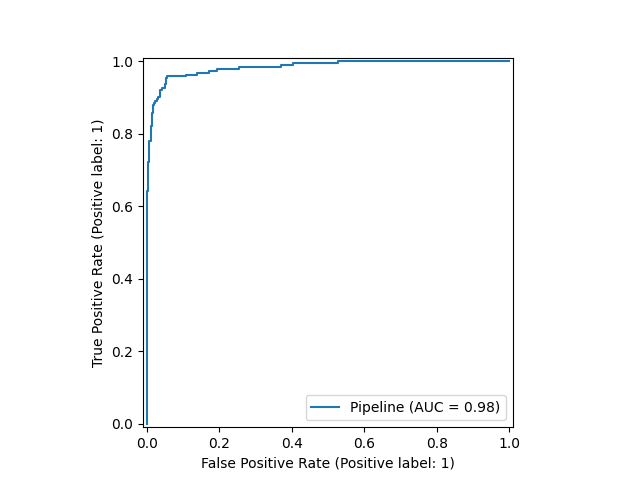 1.0
0.8
0.6
0.4
0.2
0.0
True Positive Rate (Positive label: 1)
Pipeline (AUC = 0.98)
0.0 0.2 0.4 0.6 0.8 1.0
False Positive Rate (Positive label: 1)